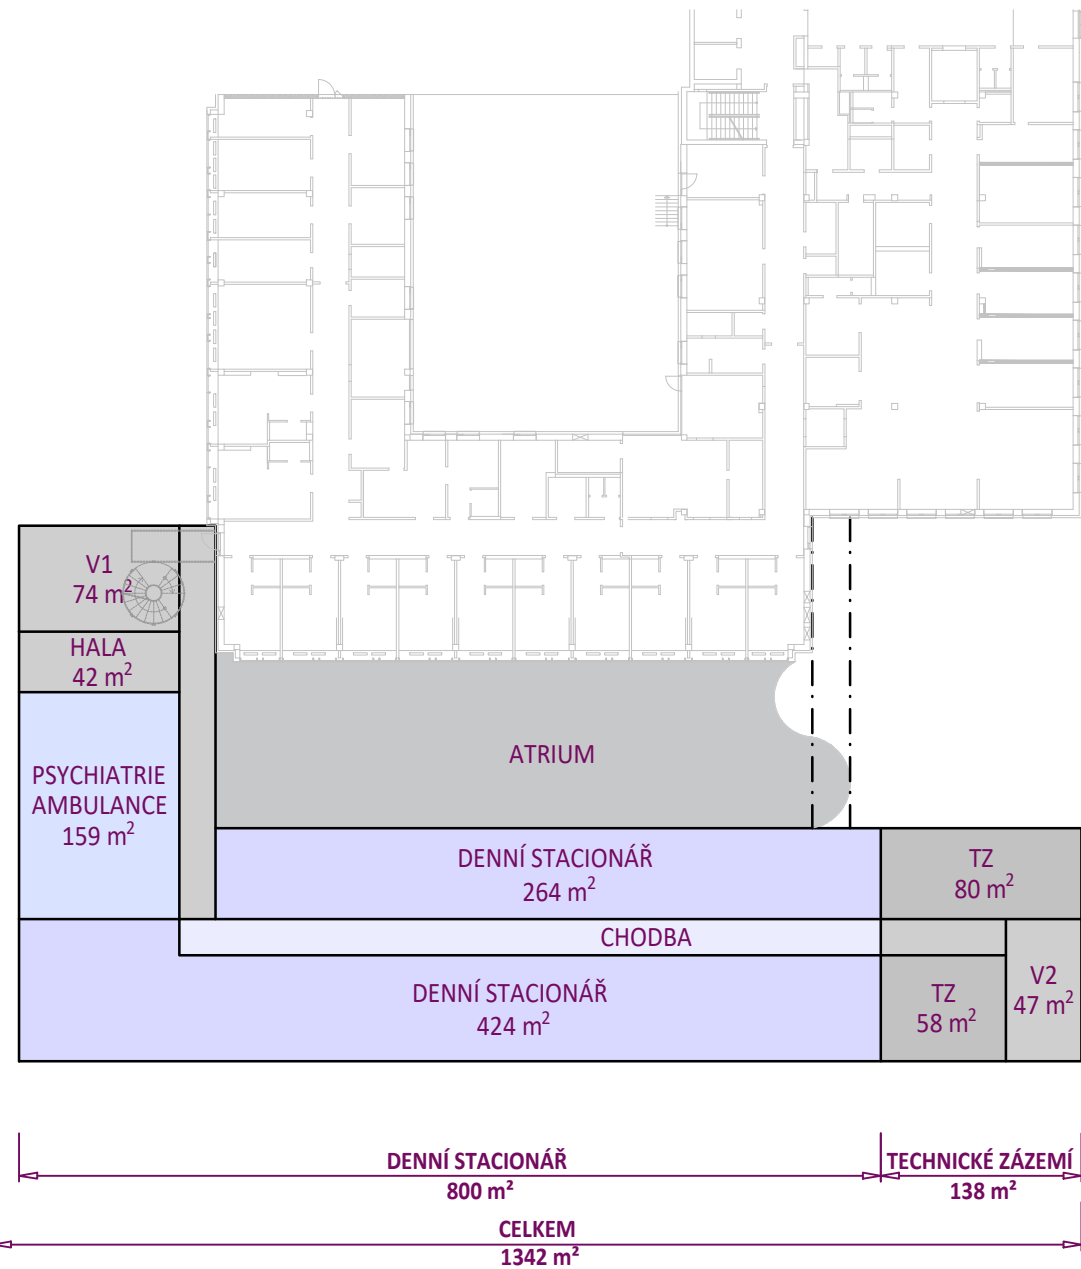 V1
74 m²
HALA
42 m²
PSYCHIATRIE
AMBULANCE
159 m²
ATRIUM
DENNÍ STACIONÁŘ
264 m²
TZ
80 m²
CHODBA
DENNÍ STACIONÁŘ
424 m²
TZ
58 m²
V2
47 m²
DENNÍ STACIONÁŘ
800 m²
TECHNICKÉ ZÁZEMÍ
138 m²
CELKEM
1342 m²